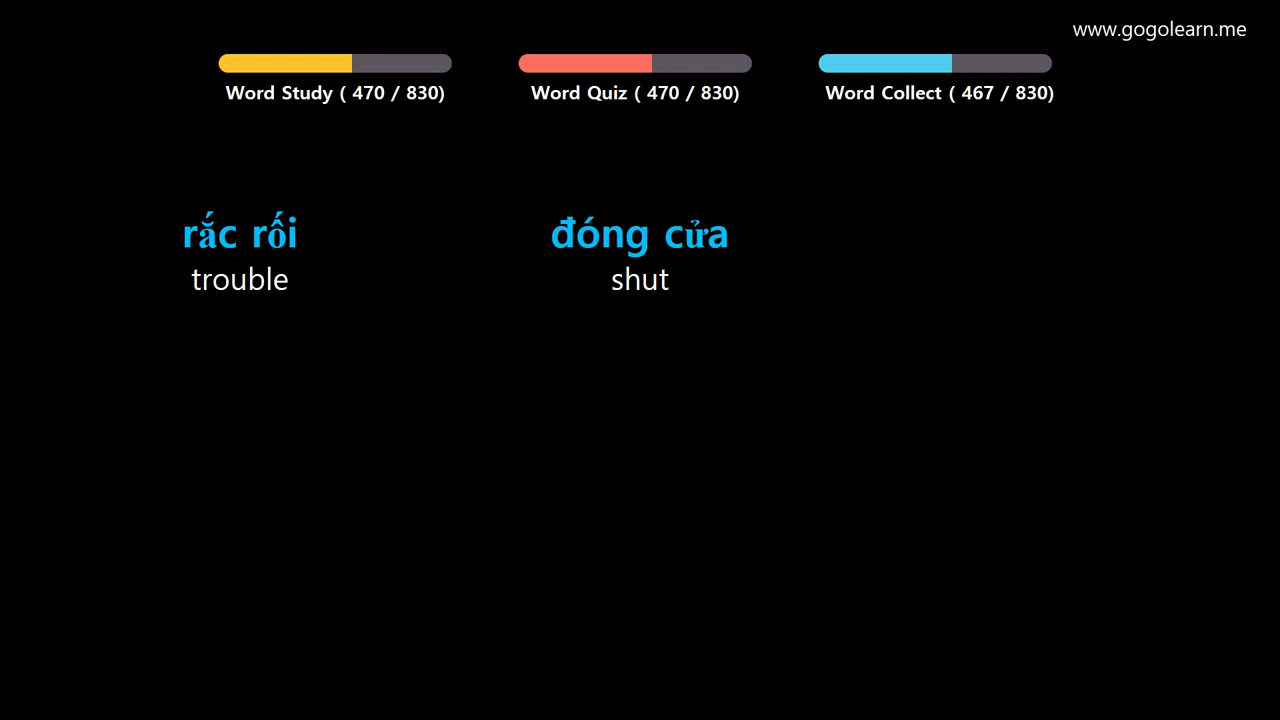 www.gogolearn.me
Word Study ( 470 / 830)
Word Quiz ( 470 / 830)
Word Collect ( 467 / 830)
rắc rối
trouble
đóng cửa
shut